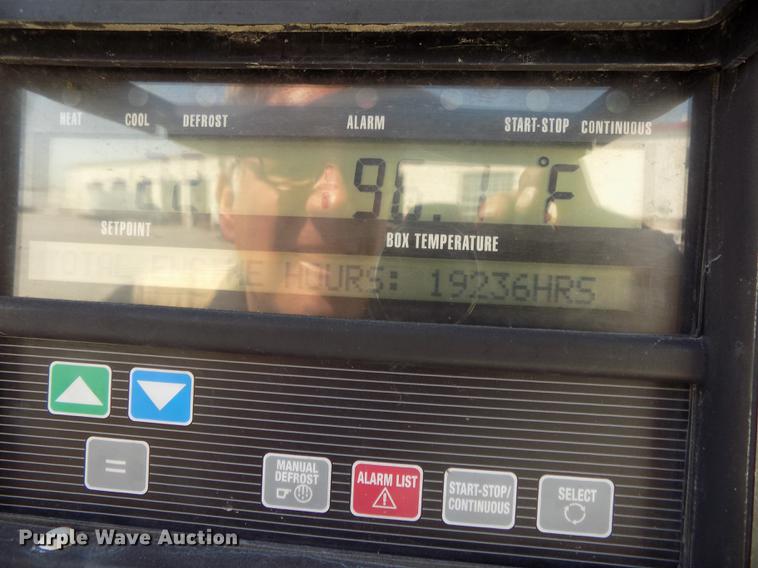 HEAT COOL DEFROST ALARM START-STOP CONTINUOUS
°F
SETPOINT BOX TEMPERATURE
HOURS: 19236HRS
=
MANUAL DEFROST
ALARM LIST
START-STOP/
CONTINUOUS
SELECT
Purple Wave Auction